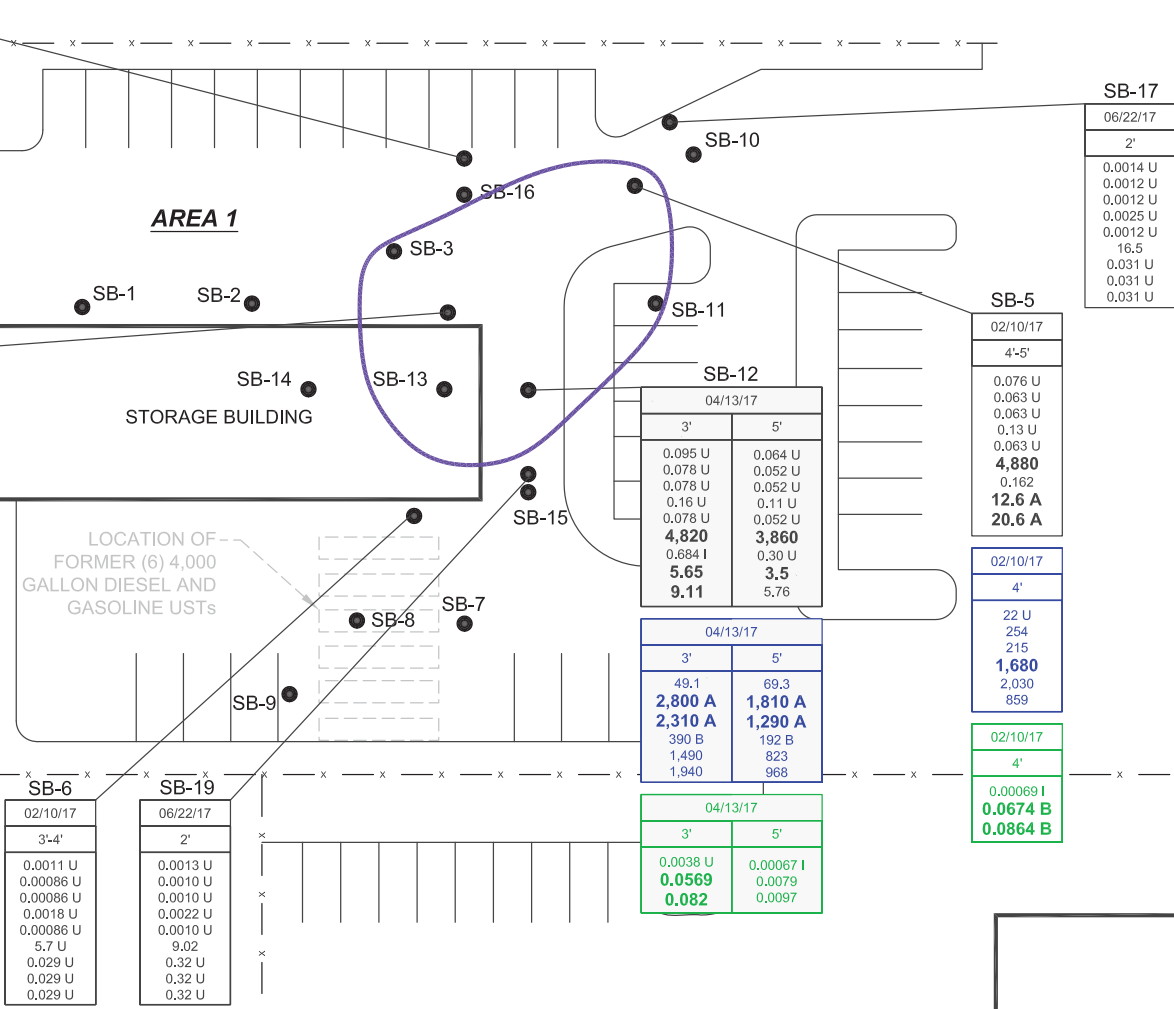 SB-17
06/22/17
2'
0.0014 U
0.0012 U
0.0012 U
0.0025 U
0.0012 U
16.5
0.031 U
0.031 U
0.031 U
SB-10
SB-16
AREA 1
SB-3
SB-1
SB-2
SB-11
SB-5
02/10/17
4'-5'
0.076 U
0.063 U
0.063 U
0.13 U
0.063 U
4,880
0.162
12.6 A
20.6 A
02/10/17
4'
22 U
254
215
1,680
2,030
859
02/10/17
4'
0.00069 I
0.0674 B
0.0864 B
SB-14
SB-13
STORAGE BUILDING
SB-12
04/13/17
3' 5'
0.095 U 0.064 U
0.078 U 0.052 U
0.078 U 0.052 U
0.16 U 0.11 U
0.078 U 0.052 U
4,820 3,860
0.684 I 0.30 U
5.65 3.5
9.11 5.76
04/13/17
3' 5'
49.1 69.3
2,800 A 1,810 A
2,310 A 1,290 A
390 B 192 B
1,490 823
1,940 968
04/13/17
3' 5'
0.0038 U 0.00067 I
0.0569 0.0079
0.082 0.0097
SB-15
LOCATION OF
FORMER (6) 4,000
GALLON DIESEL AND
GASOLINE USTs
SB-7
SB-8
SB-9
SB-6
02/10/17
3'-4'
0.0011 U
0.00086 U
0.00086 U
0.0018 U
0.00086 U
5.7 U
0.029 U
0.029 U
0.029 U
SB-19
06/22/17
2'
0.0013 U
0.0010 U
0.0010 U
0.0022 U
0.0010 U
9.02
0.32 U
0.32 U
0.32 U